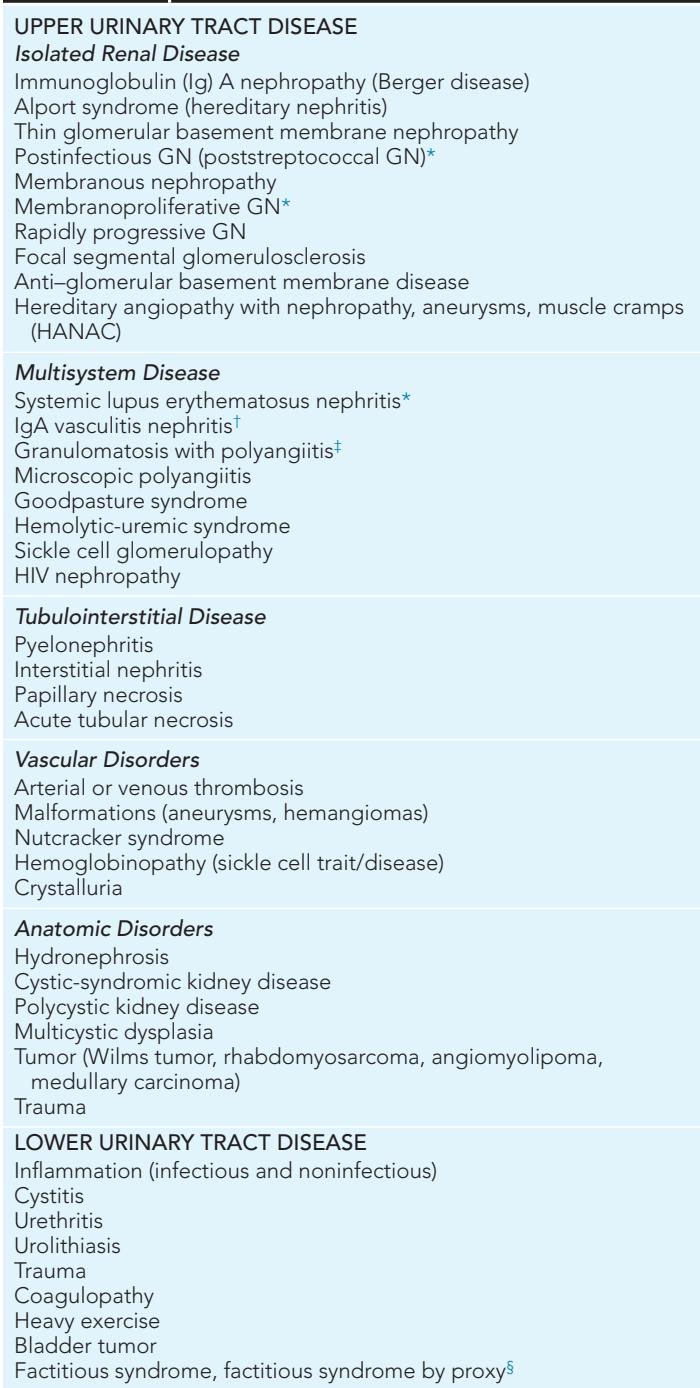 UPPER URINARY TRACT DISEASE
Isolated Renal Disease
Immunoglobulin (Ig) A nephropathy (Berger disease)
Alport syndrome (hereditary nephritis)
Thin glomerular basement membrane nephropathy
Postinfectious GN (poststreptococcal GN)*
Membranous nephropathy
Membranoproliferative GN*
Rapidly progressive GN
Focal segmental glomerulosclerosis
Anti–glomerular basement membrane disease
Hereditary angiopathy with nephropathy, aneurysms, muscle cramps
(HANAC)
Multisystem Disease
Systemic lupus erythematosus nephritis*
IgA vasculitis nephritis†
Granulomatosis with polyangiitis‡
Microscopic polyangiitis
Goodpasture syndrome
Hemolytic-uremic syndrome
Sickle cell glomerulopathy
HIV nephropathy
Tubulointerstitial Disease
Pyelonephritis
Interstitial nephritis
Papillary necrosis
Acute tubular necrosis
Vascular Disorders
Arterial or venous thrombosis
Malformations (aneurysms, hemangiomas)
Nutcracker syndrome
Hemoglobinopathy (sickle cell trait/disease)
Crystalluria
Anatomic Disorders
Hydronephrosis
Cystic-syndromic kidney disease
Polycystic kidney disease
Multicystic dysplasia
Tumor (Wilms tumor, rhabdomyosarcoma, angiomyolipoma,
medullary carcinoma)
Trauma
LOWER URINARY TRACT DISEASE
Inflammation (infectious and noninfectious)
Cystitis
Urethritis
Urolithiasis
Trauma
Coagulopathy
Heavy exercise
Bladder tumor
Factitious syndrome, factitious syndrome by proxy§